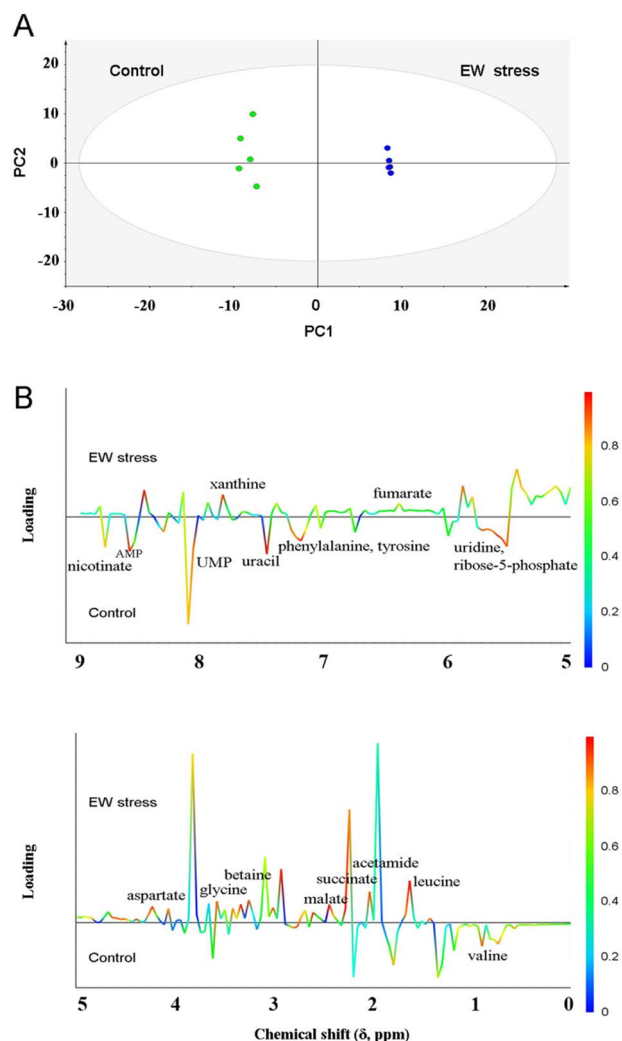 A
Control
EW stress
PC2
20
10
0
-10
-20
-30
-20
-10
0
10
20
PC1
B
EW stress
Loading
Control
xanthine
fumarate
AMP
nicotinate
UMP
uracil
phenylalanine, tyrosine
uridine,
ribose-5-phosphate
9
8
7
6
5
0.8
0.6
0.4
0.2
0
EW stress
Loading
Control
aspartate
glycine
betaine
malate
succinate
acetamide
leucine
valine
5
4
3
2
1
0
0.8
0.6
0.4
0.2
0
Chemical shift (δ, ppm)